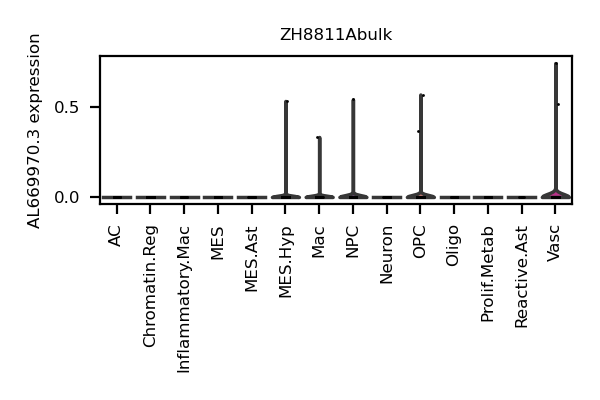 ZH8811Abulk
AL669970.3 expression
0.5
0.0
AC
Chromatin.Reg
Inflammatory.Mac
MES
MES.Ast
MES.Hyp
Mac
NPC
Neuron
OPC
Oligo
Prolif.Metab
Reactive.Ast
Vasc